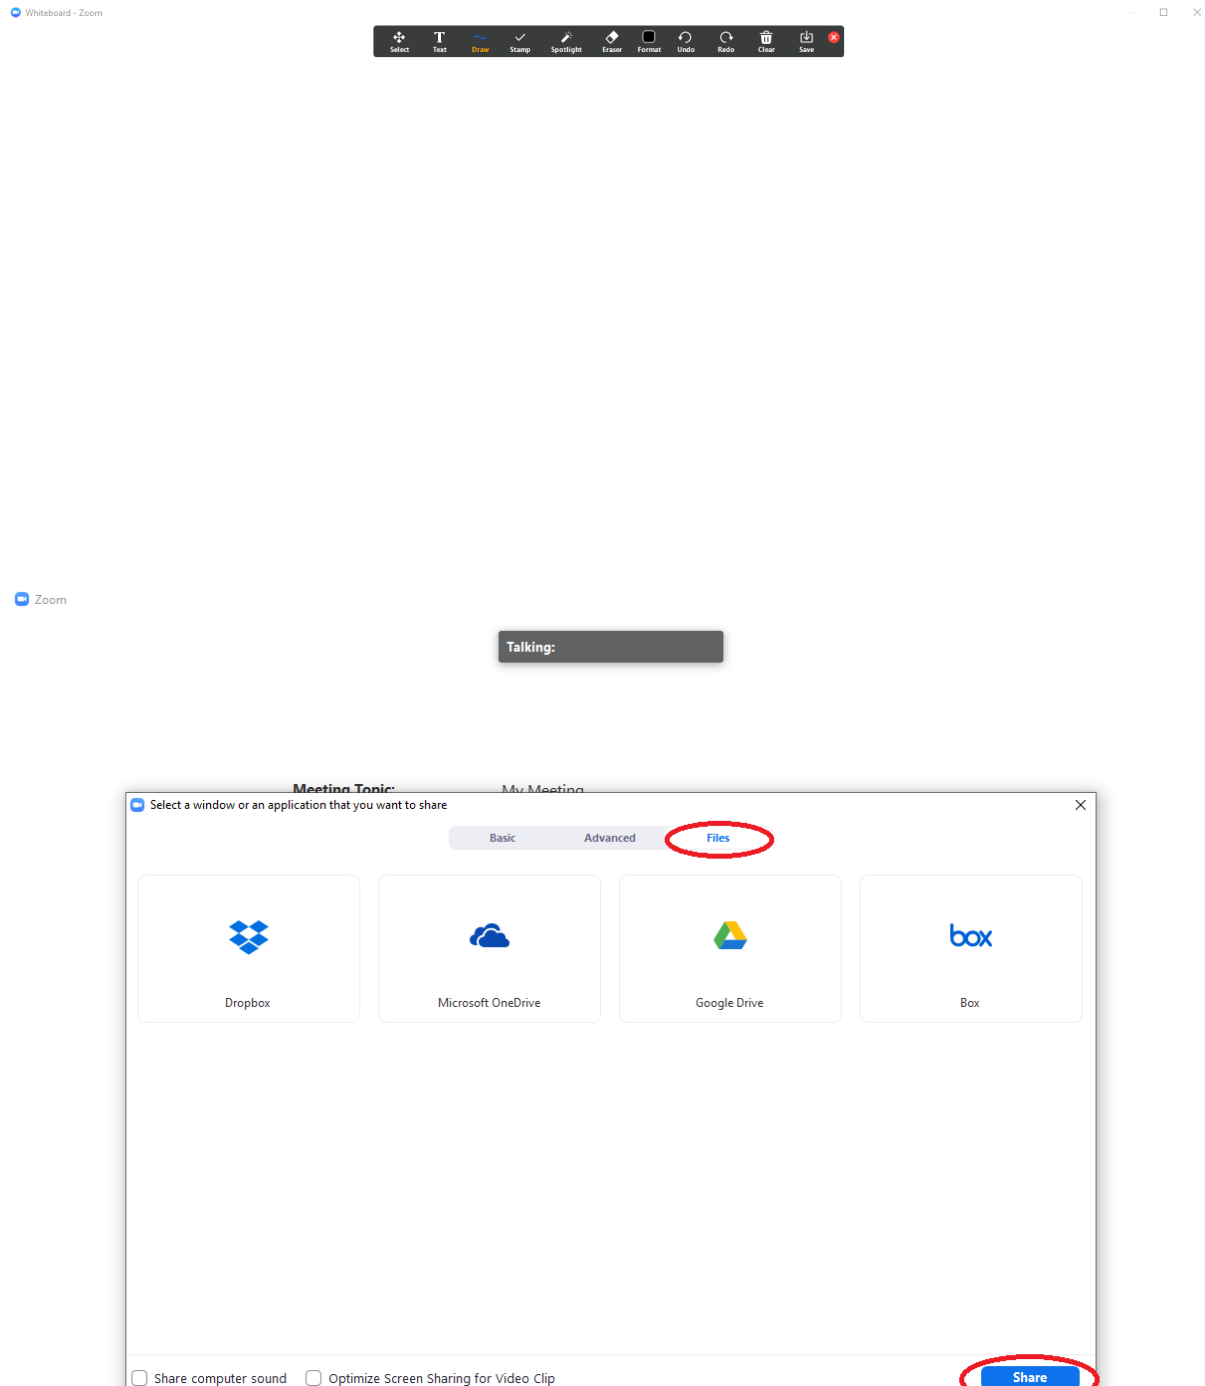 Whiteboard - Zoom
Select Text Draw Stamp Spotlight Eraser Format Undo Redo Clear Save
Zoom
Talking:
Meeting Topic: My Meeting
Select a window or an application that you want to share
Basic Advanced Files
box
Dropbox Microsoft OneDrive Google Drive Box
Share computer sound Optimize Screen Sharing for Video Clip Share